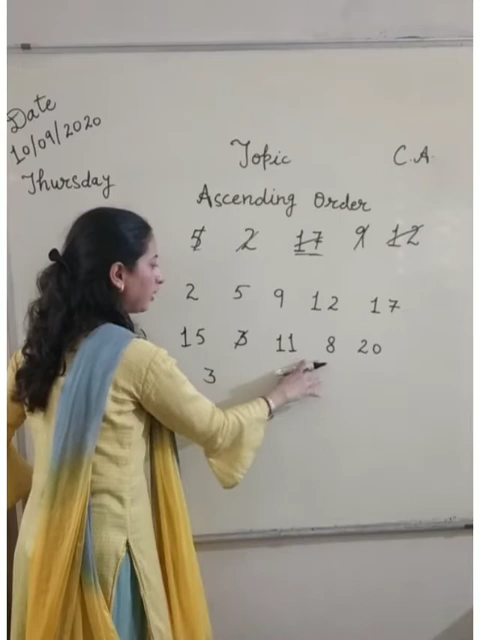 Date
10/09/2020
Thursday
Topic C.A.
Ascending Order
5 2 17 9 12
2 5 9 12 17
15 3 11 8 20
3